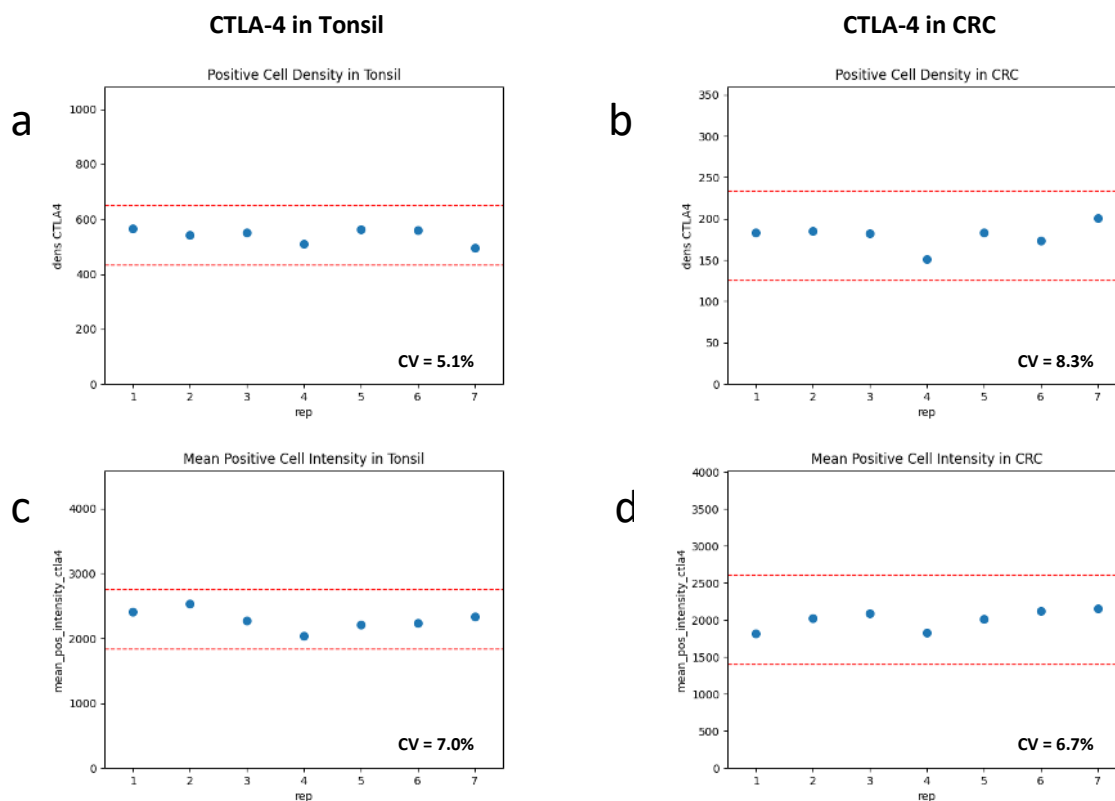 CTLA-4 in Tonsil
CTLA-4 in CRC
a
Positive Cell Density in Tonsil
dens CTLA4
1000
800
600
400
200
0
CV = 5.1%
1 2 3 4 5 6 7
rep
b
Positive Cell Density in CRC
dens CTLA4
350
300
250
200
150
100
50
0
CV = 8.3%
1 2 3 4 5 6 7
rep
c
Mean Positive Cell Intensity in Tonsil
mean_pos_intensity_ctla4
4000
3000
2000
1000
0
CV = 7.0%
1 2 3 4 5 6 7
rep
d
Mean Positive Cell Intensity in CRC
mean_pos_intensity_ctla4
4000
3500
3000
2500
2000
1500
1000
500
0
CV = 6.7%
1 2 3 4 5 6 7
rep